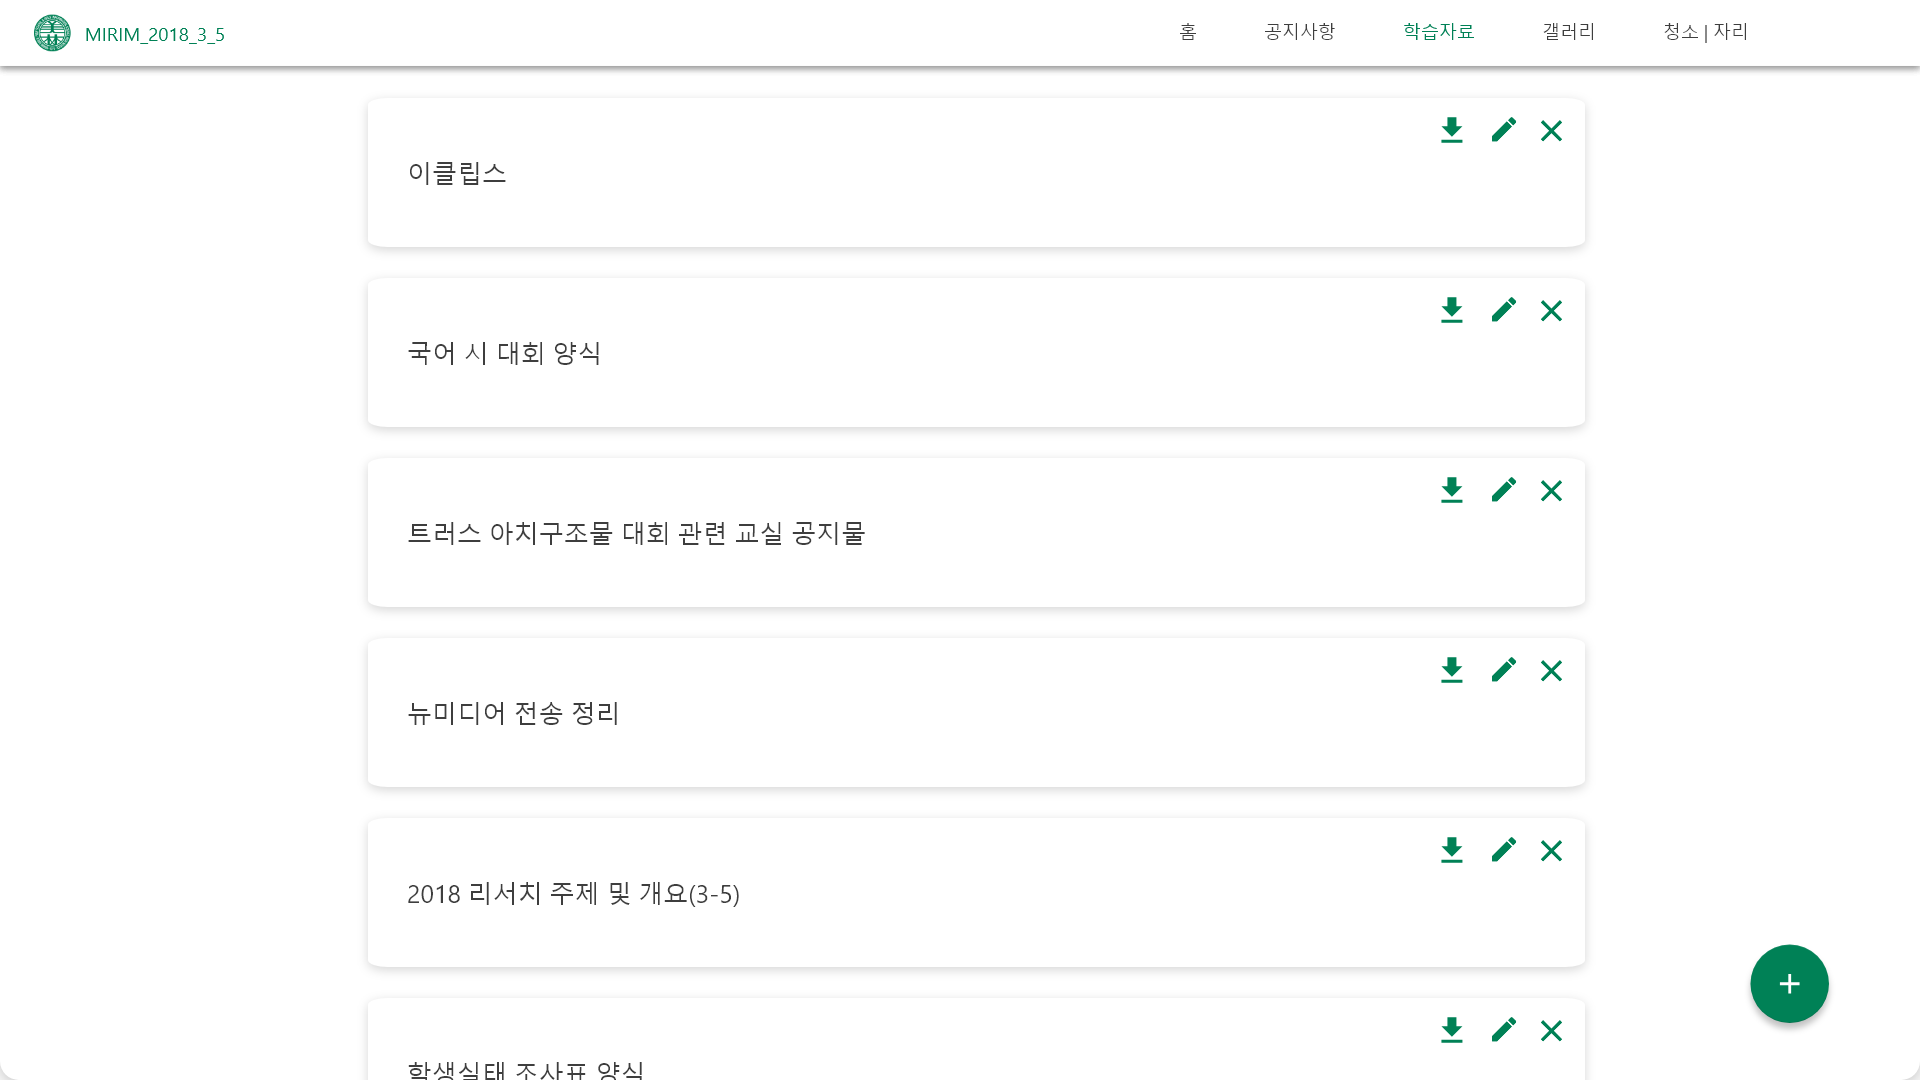 MIRIM_2018_3_5
홈 공지사항 학습자료 갤러리 청소 | 자리
이클립스
국어 시 대회 양식
트러스 아치구조물 대회 관련 교실 공지물
뉴미디어 전송 정리
2018 리서치 주제 및 개요(3-5)
학생실태 조사표 양식